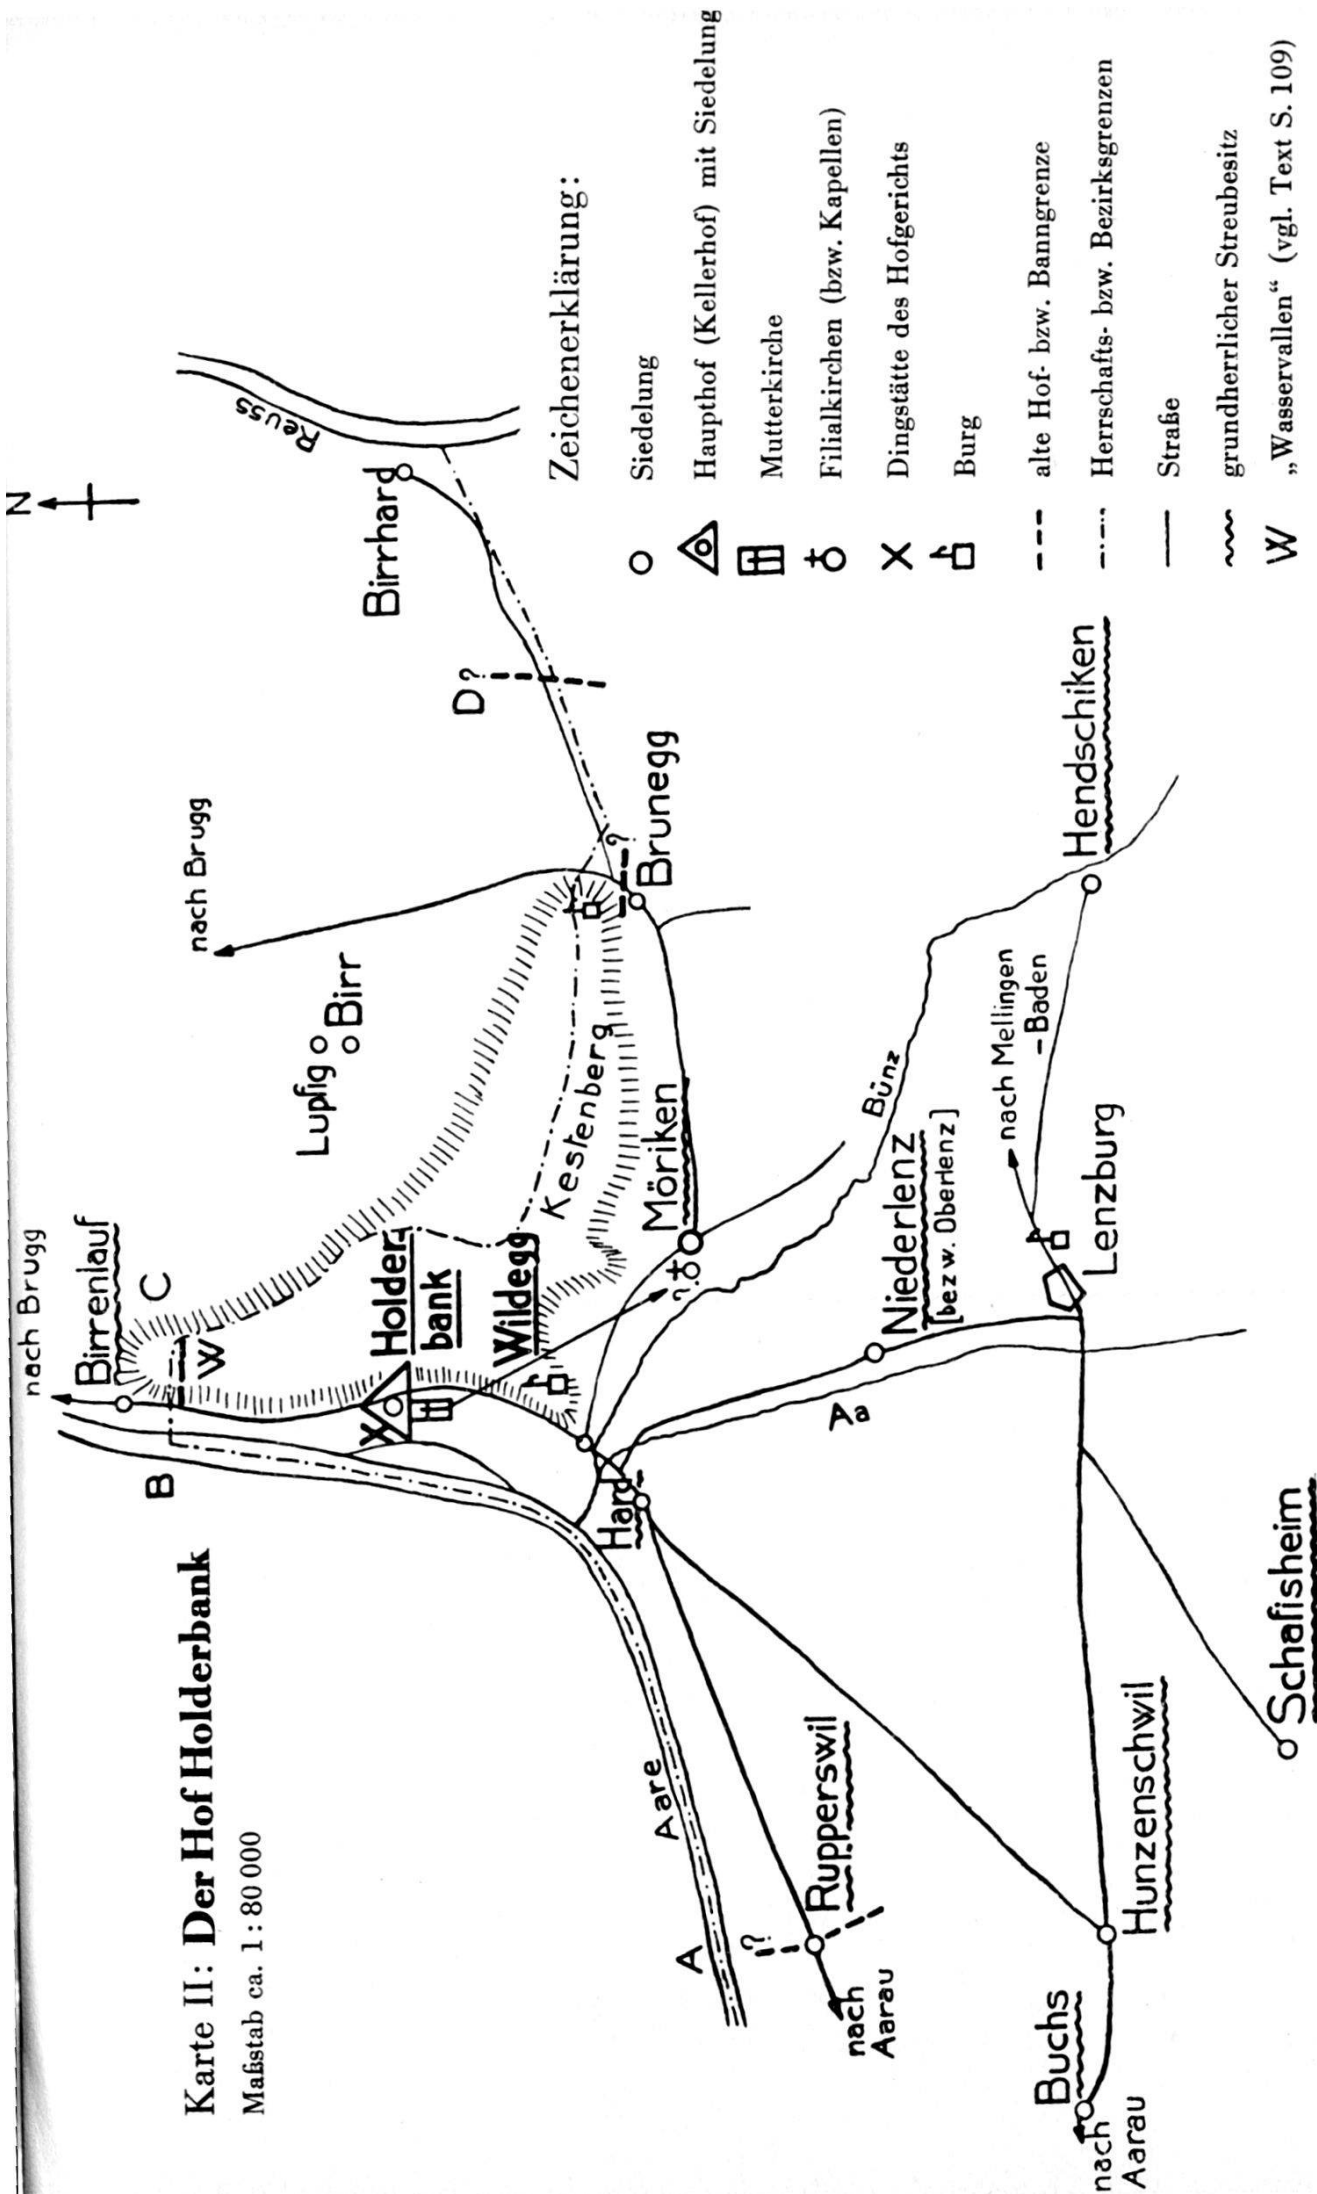 Karte II: Der Hof Holderbank
Maßstab ca. 1:80 000
N
nach Brugg
Birrenlauf
B
C
W
nach Brugg
Lupfig
Birr
Reuss
Birrhard
D ?
X
Holder-
bank
Wildegg
Kestenberg
?
Brunegg
Möriken
?
Hard
Aare
A
?
Rupperswil
nach
Aarau
Aa
Bünz
Niederlenz
[bezw. Oberlenz]
nach Mellingen
-Baden
Lenzburg
Hendschiken
Buchs
nach
Aarau
Hunzenschwil
Schafisheim
Zeichenerklärung:
Siedelung
Haupthof (Kellerhof) mit Siedelung
Mutterkirche
Filialkirchen (bzw. Kapellen)
X Dingstätte des Hofgerichts
Burg
alte Hof- bzw. Banngrenze
Herrschafts- bzw. Bezirksgrenzen
Straße
grundherrlicher Streubesitz
W „Wasservallen“ (vgl. Text S. 109)